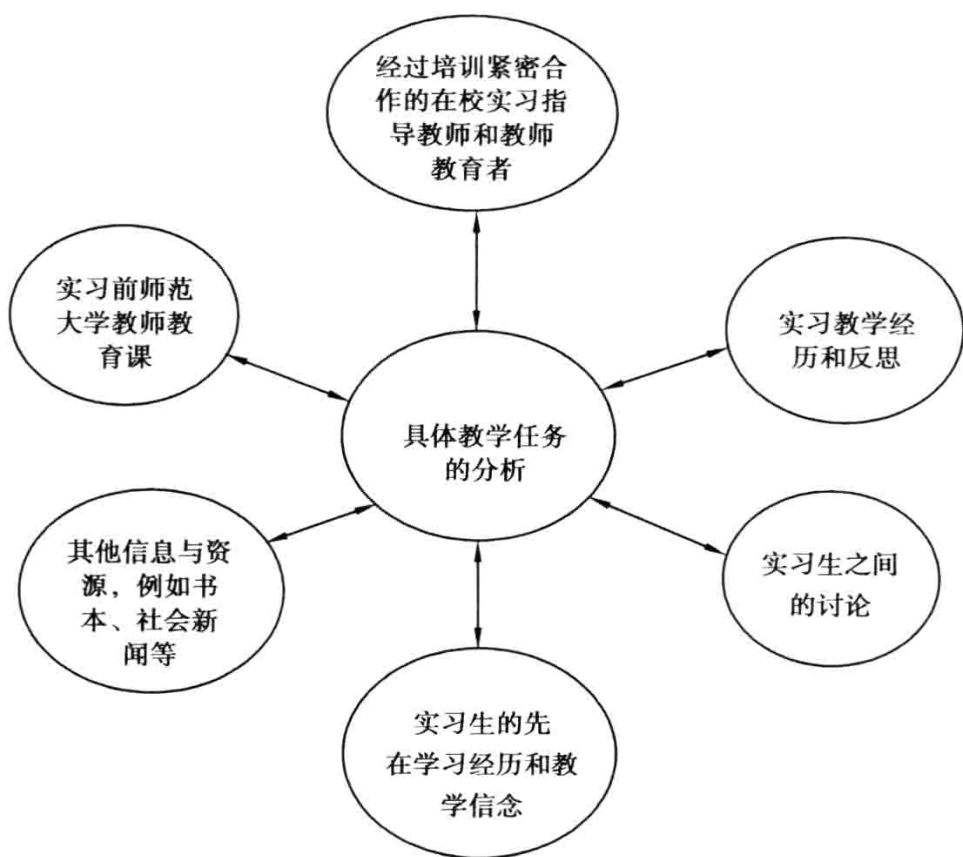 经过培训紧密合
作的在校实习指
导教师和教师
教育者
实习前师范
大学教师教
育课
实习教学经
历和反思
具体教学任务
的分析
其他信息与资
源，例如书
本、社会新
闻等
实习生之间
的讨论
实习生的先
在学习经历和教
学信念